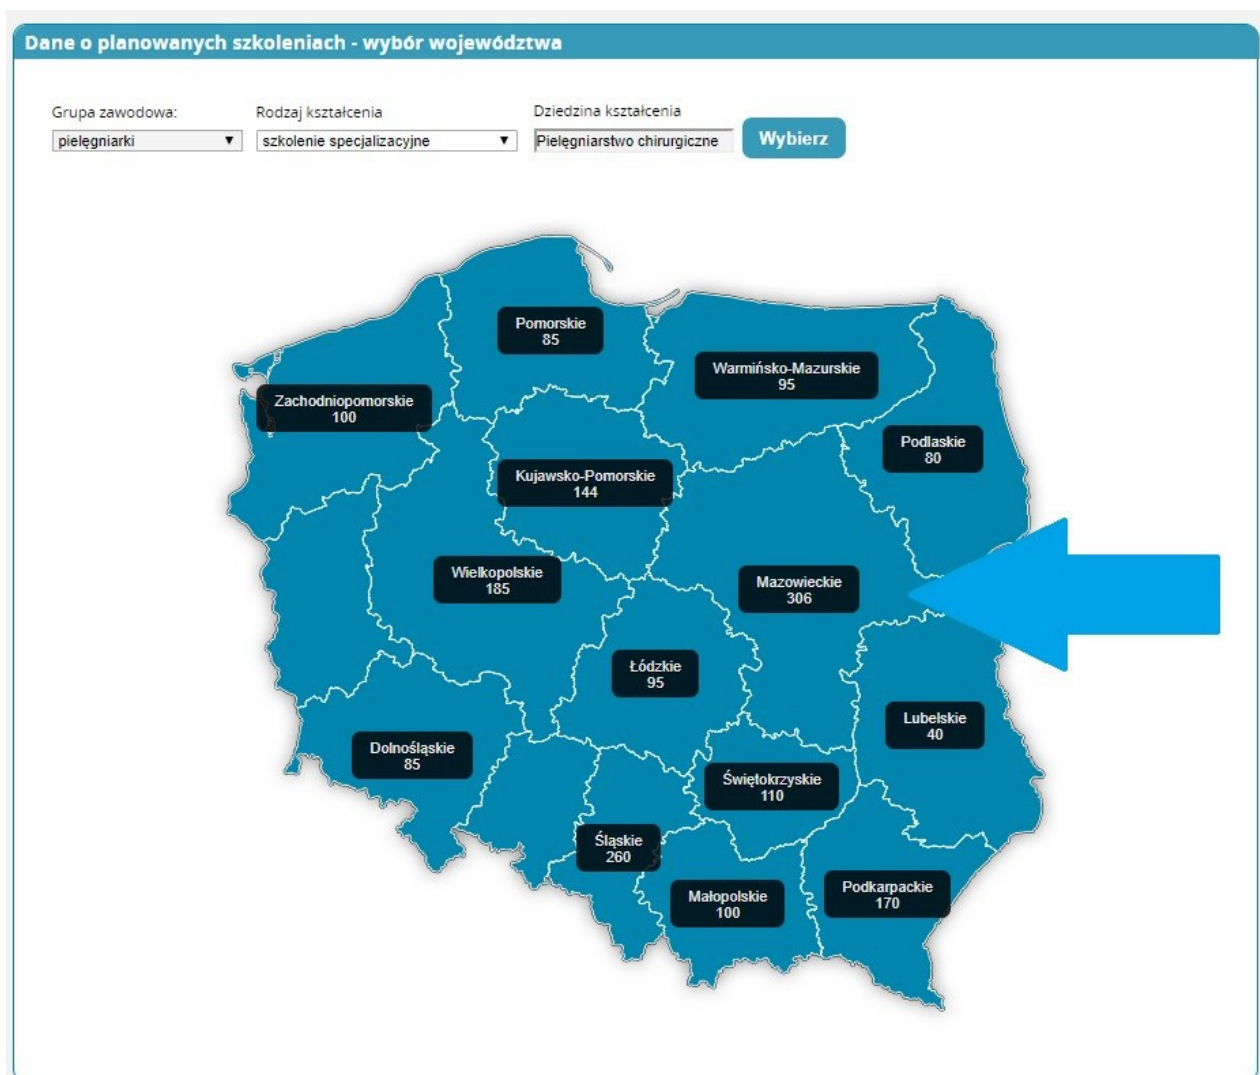 Dane o planowanych szkoleniach - wybór województwa
Grupa zawodowa:
Rodzaj kształcenia
Dziedzina kształcenia
pielęgniarki
szkolenie specjalizacyjne
Pielęgniarstwo chirurgiczne
Wybierz
Pomorskie
85
Warmińsko-Mazurskie
95
Zachodniopomorskie
100
Podlaskie
80
Kujawsko-Pomorskie
144
Wielkopolskie
185
Mazowieckie
306
Łódzkie
95
Lubelskie
40
Dolnośląskie
85
Świętokrzyskie
110
Śląskie
260
Małopolskie
100
Podkarpackie
170